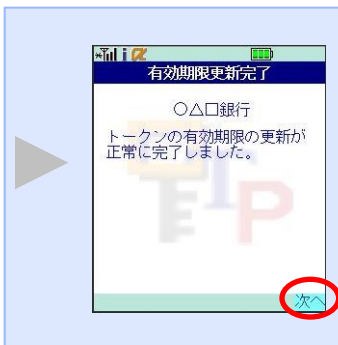 有効期限更新完了
○△□銀行
トークンの有効期限の更新が
正常に完了しました。
TP
次へ